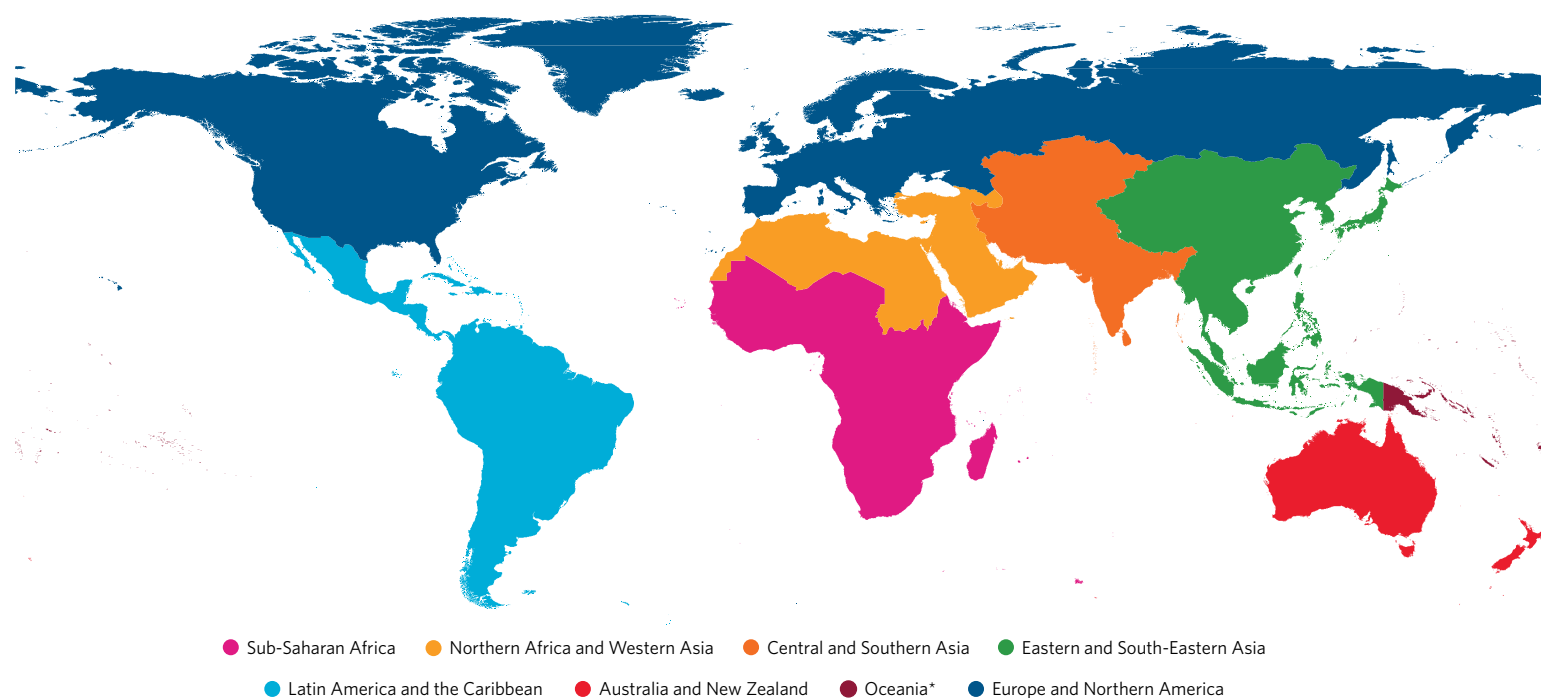 Sub-Saharan Africa Northern Africa and Western Asia Central and Southern Asia Eastern and South-Eastern Asia
Latin America and the Caribbean Australia and New Zealand Oceania* Europe and Northern America